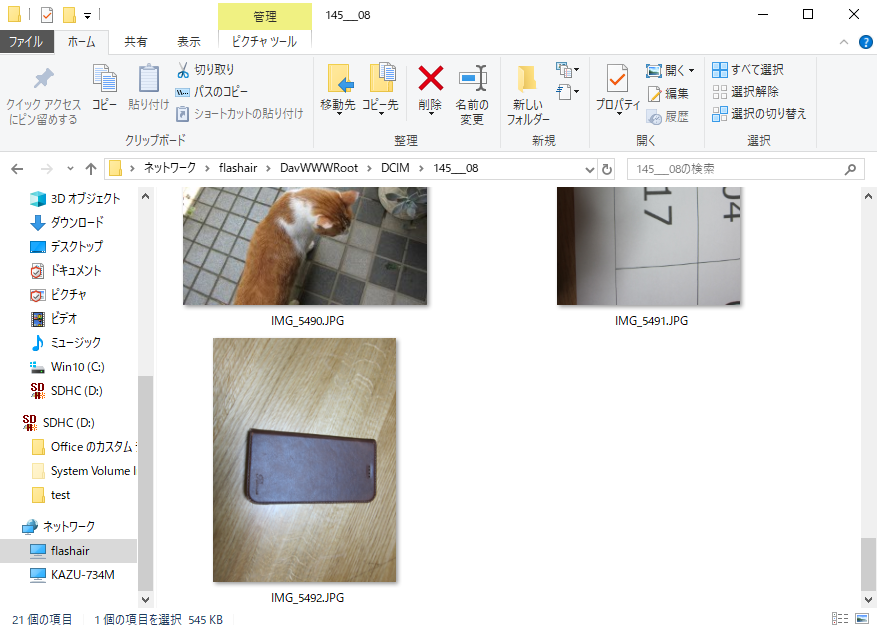 管理
145___08
ファイル
ホーム
共有
表示
ピクチャ ツール
クイック アクセス
にピン留めする
コピー
貼り付け
切り取り
パスのコピー
ショートカットの貼り付け
クリップボード
移動先
コピー先
削除
名前の
変更
整理
新しい
フォルダー
新規
プロパティ
開く
編集
履歴
開く
すべて選択
選択解除
選択の切り替え
選択
ネットワーク > flashair > DavWWWRoot > DCIM > 145___08
145___08の検索
3D オブジェクト
ダウンロード
デスクトップ
ドキュメント
ピクチャ
ビデオ
ミュージック
Win10 (C:)
SDHC (D:)
SDHC (D:)
Office のカスタム
System Volume I
test
ネットワーク
flashair
KAZU-734M
17
04
IMG_5490.JPG
IMG_5491.JPG
IMG_5492.JPG
21 個の項目
1 個の項目を選択 545 KB